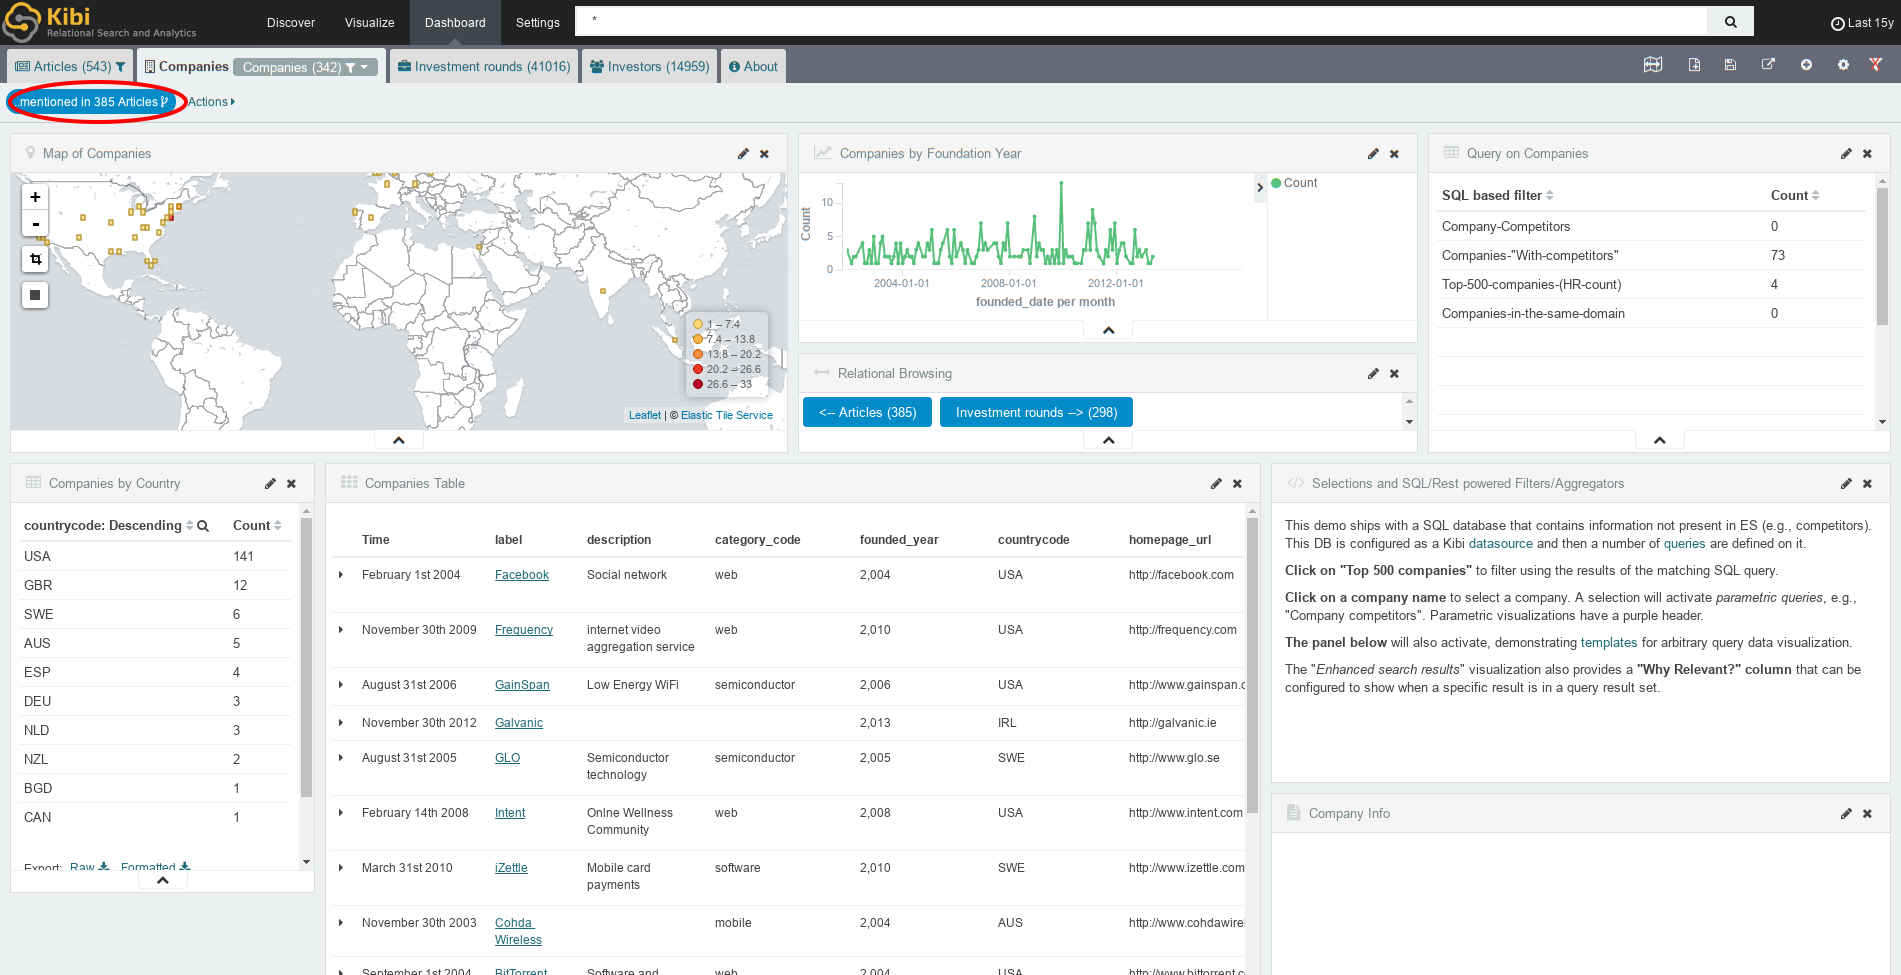 Kibi
Relational Search and Analytics
Discover Visualize Dashboard Settings * Last 15y
Articles (543) Companies Companies (342) Investment rounds (41016) Investors (14959) About
..mentioned in 385 Articles Actions
Map of Companies
+
-
1 – 7.4
7.4 – 13.8
13.8 – 20.2
20.2 – 26.6
26.6 – 33
Leaflet | © Elastic Tile Service
Companies by Foundation Year
Count
10
5
0
2004-01-01 2008-01-01 2012-01-01
founded_date per month
Count
Relational Browsing
<-- Articles (385) Investment rounds --> (298)
Query on Companies
SQL based filter Count
Company-Competitors 0
Companies-"With-competitors" 73
Top-500-companies-(HR-count) 4
Companies-in-the-same-domain 0
Companies by Country
countrycode: Descending Count
USA 141
GBR 12
SWE 6
AUS 5
ESP 4
DEU 3
NLD 3
NZL 2
BGD 1
CAN 1
Export: Raw Formatted
Companies Table
Time label description category_code founded_year countrycode homepage_url
February 1st 2004 Facebook Social network web 2,004 USA http://facebook.com
November 30th 2009 Frequency internet video web 2,010 USA http://frequency.com
aggregation service
August 31st 2006 GainSpan Low Energy WiFi semiconductor 2,006 USA http://www.gainspan.c
November 30th 2012 Galvanic 2,013 IRL http://galvanic.ie
August 31st 2005 GLO Semiconductor semiconductor 2,005 SWE http://www.glo.se
technology
February 14th 2008 Intent Onlne Wellness web 2,008 USA http://www.intent.com
Community
March 31st 2010 iZettle Mobile card software 2,010 SWE http://www.izettle.com
payments
November 30th 2003 Cohda mobile 2,004 AUS http://www.cohdawirel
Wireless
September 1st 2004 BitTorrent Software and web 2,004 USA http://www.bittorrent.c
Selections and SQL/Rest powered Filters/Aggregators
This demo ships with a SQL database that contains information not present in ES (e.g., competitors).
This DB is configured as a Kibi datasource and then a number of queries are defined on it.
Click on "Top 500 companies" to filter using the results of the matching SQL query.
Click on a company name to select a company. A selection will activate parametric queries, e.g.,
"Company competitors". Parametric visualizations have a purple header.
The panel below will also activate, demonstrating templates for arbitrary query data visualization.
The "Enhanced search results" visualization also provides a "Why Relevant?" column that can be
configured to show when a specific result is in a query result set.
Company Info